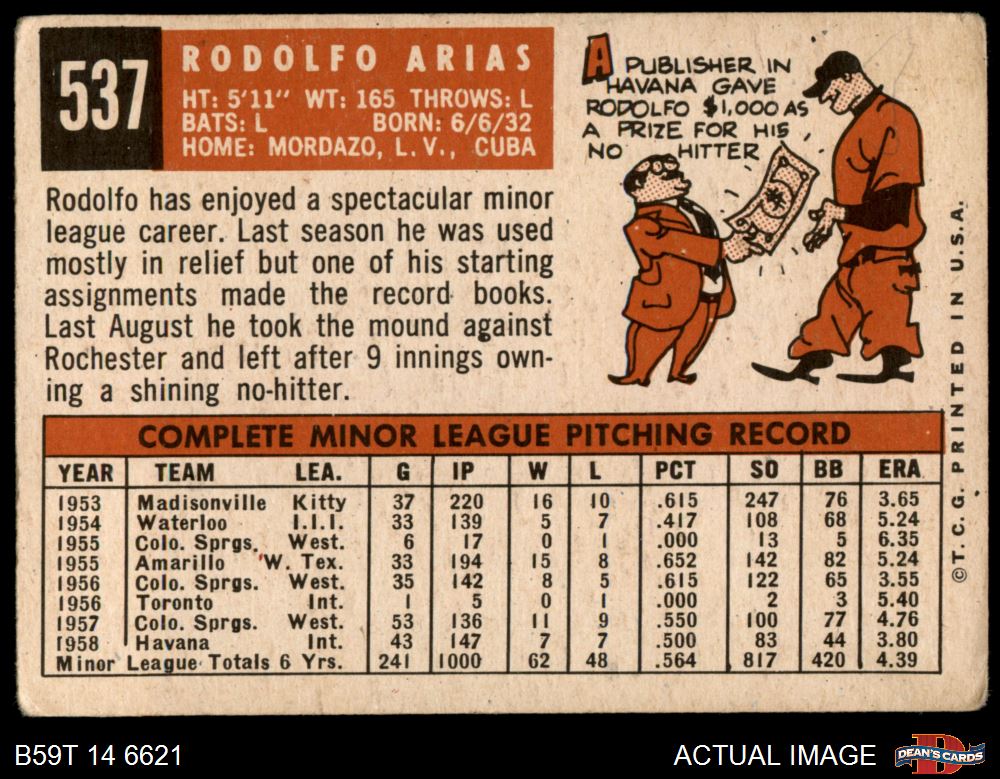 537
RODOLFO ARIAS
HT: 5'11" WT: 165 THROWS: L
BATS: L BORN: 6/6/32
HOME: MORDAZO, L. V., CUBA
A PUBLISHER IN
HAVANA GAVE
RODOLFO $1,000 AS
A PRIZE FOR HIS
NO HITTER
$
Rodolfo has enjoyed a spectacular minor
league career. Last season he was used
mostly in relief but one of his starting
assignments made the record books.
Last August he took the mound against
Rochester and left after 9 innings own-
ing a shining no-hitter.
COMPLETE MINOR LEAGUE PITCHING RECORD
YEAR TEAM LEA. G IP W L PCT SO BB ERA
1953 Madisonville Kitty 37 220 16 10 .615 247 76 3.65
1954 Waterloo I.I.I. 33 139 5 7 .417 108 68 5.24
1955 Colo. Sprgs. West. 6 17 0 1 .000 13 5 6.35
1955 Amarillo W. Tex. 33 194 15 8 .652 142 82 5.24
1956 Colo. Sprgs. West. 35 142 8 5 .615 122 65 3.55
1956 Toronto Int. 1 5 0 1 .000 2 3 5.40
1957 Colo. Sprgs. West. 53 136 11 9 .550 100 77 4.76
1958 Havana Int. 43 147 7 7 .500 83 44 3.80
Minor League Totals 6 Yrs. 241 1000 62 48 .564 817 420 4.39
©T.C.G. PRINTED IN U.S.A.
B59T 14 6621
ACTUAL IMAGE
D
DEAN'S CARDS